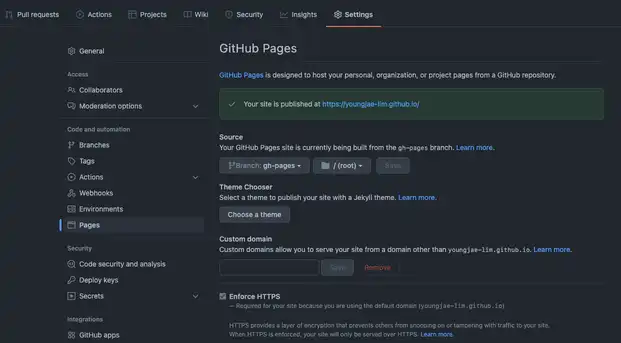 Pull requests Actions Projects Wiki Security Insights Settings
General
Access
Collaborators
Moderation options
Code and automation
Branches
Tags
Actions
Webhooks
Environments
Pages
Security
Code security and analysis
Deploy keys
Secrets
Integrations
GitHub apps
GitHub Pages
GitHub Pages is designed to host your personal, organization, or project pages from a GitHub repository.
Your site is published at https://youngjae-lim.github.io/
Source
Your GitHub Pages site is currently being built from the gh-pages branch. Learn more.
Branch: gh-pages / (root) Save
Theme Chooser
Select a theme to publish your site with a Jekyll theme. Learn more.
Choose a theme
Custom domain
Custom domains allow you to serve your site from a domain other than youngjae-lim.github.io. Learn more.
Save Remove
Enforce HTTPS
— Required for your site because you are using the default domain (youngjae-lim.github.io)
HTTPS provides a layer of encryption that prevents others from snooping on or tampering with traffic to your site.
When HTTPS is enforced, your site will only be served over HTTPS. Learn more.